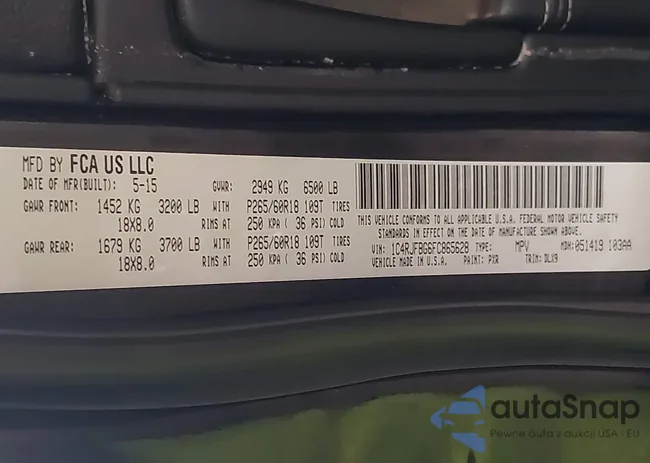 MFD BY FCA US LLC
DATE OF MFR(BUILT): 5-15 GVWR: 2949 KG 6500 LB
GAWR FRONT: 1452 KG 3200 LB WITH P265/60R18 109T TIRES
18X8.0 RIMS AT 250 KPA ( 36 PSI) COLD
GAWR REAR: 1679 KG 3700 LB WITH P265/60R18 109T TIRES
18X8.0 RIMS AT 250 KPA ( 36 PSI) COLD
THIS VEHICLE CONFORMS TO ALL APPLICABLE U.S.A. FEDERAL MOTOR VEHICLE SAFETY
STANDARDS IN EFFECT ON THE DATE OF MANUFACTURE SHOWN ABOVE.
VIN: 1C4RJFBG6FC865628 TYPE: MPV MDH: 051419 103AA
VEHICLE MADE IN U.S.A. PAINT: PXR TRIM: DLX9
autaSnap
Pewne auta z aukcji USA i EU